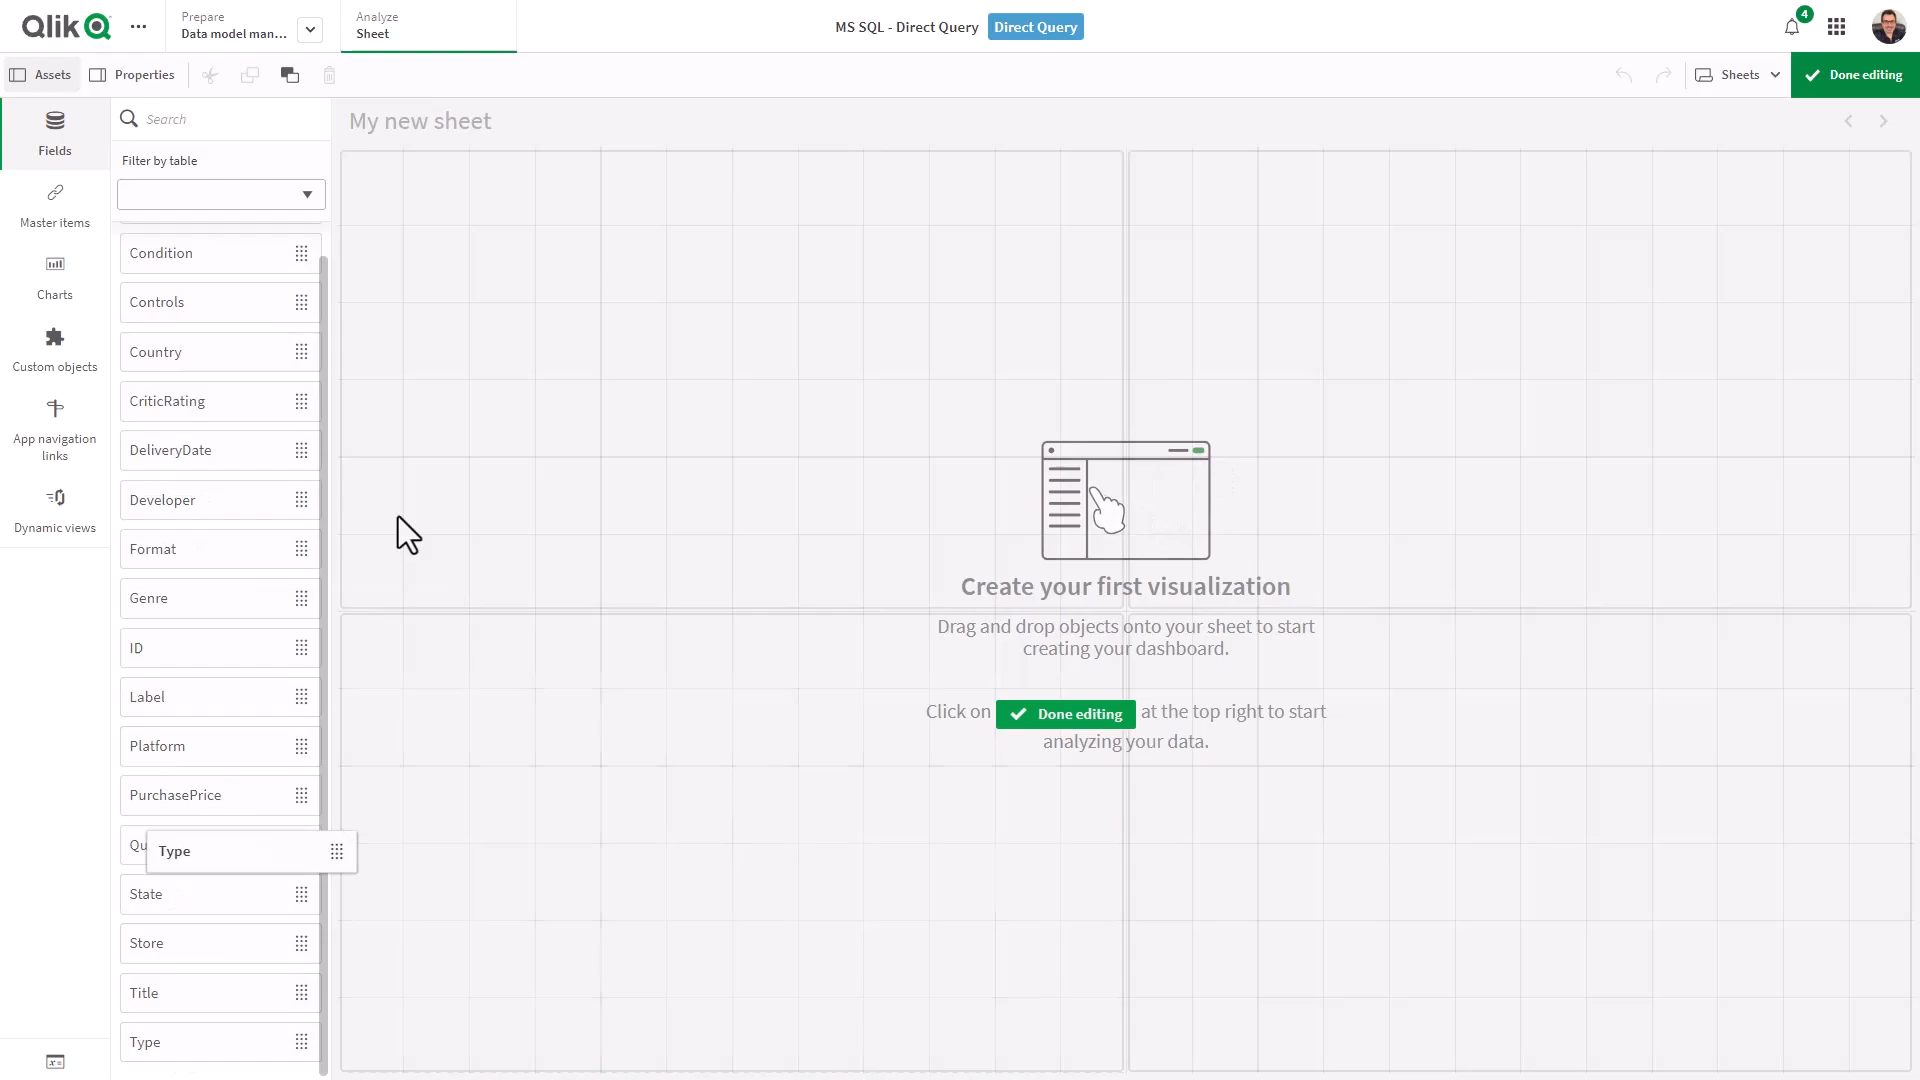 Qlik
Prepare
Data model man...
Analyze
Sheet
MS SQL - Direct Query
Direct Query
4
Assets
Properties
Sheets
Done editing
Fields
Master items
Charts
Custom objects
App navigation
links
Dynamic views
Search
Filter by table
Condition
Controls
Country
CriticRating
DeliveryDate
Developer
Format
Genre
ID
Label
Platform
PurchasePrice
Qu
Type
State
Store
Title
Type
My new sheet
Create your first visualization
Drag and drop objects onto your sheet to start
creating your dashboard.
Click on Done editing at the top right to start
analyzing your data.